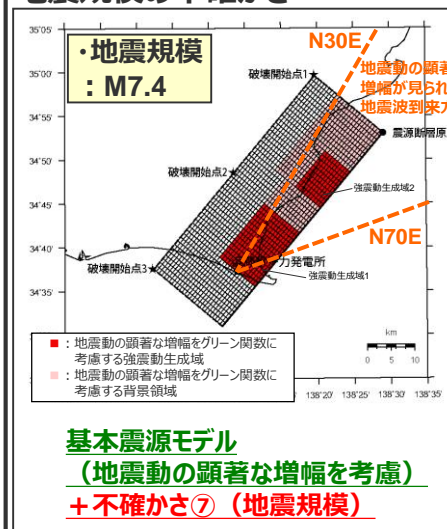 地震規模の不確かさ
・地震規模
：M7.4
N30E
地震動の顕著
増幅が見られ
地震波到来方
35˚05'
35˚00'
34˚50'
34˚45'
34˚40'
34˚35'
破壊開始点1
震源断層原
破壊開始点2
強震動生成域2
N70E
力発電所
破壊開始点3
強震動生成域1
km
0 5 10
138˚20' 138˚25' 138˚30' 138˚35'
■：地震動の顕著な増幅をグリーン関数に
考慮する強震動生成域
■：地震動の顕著な増幅をグリーン関数に
考慮する背景領域
基本震源モデル
（地震動の顕著な増幅を考慮）
＋不確かさ⑦（地震規模）